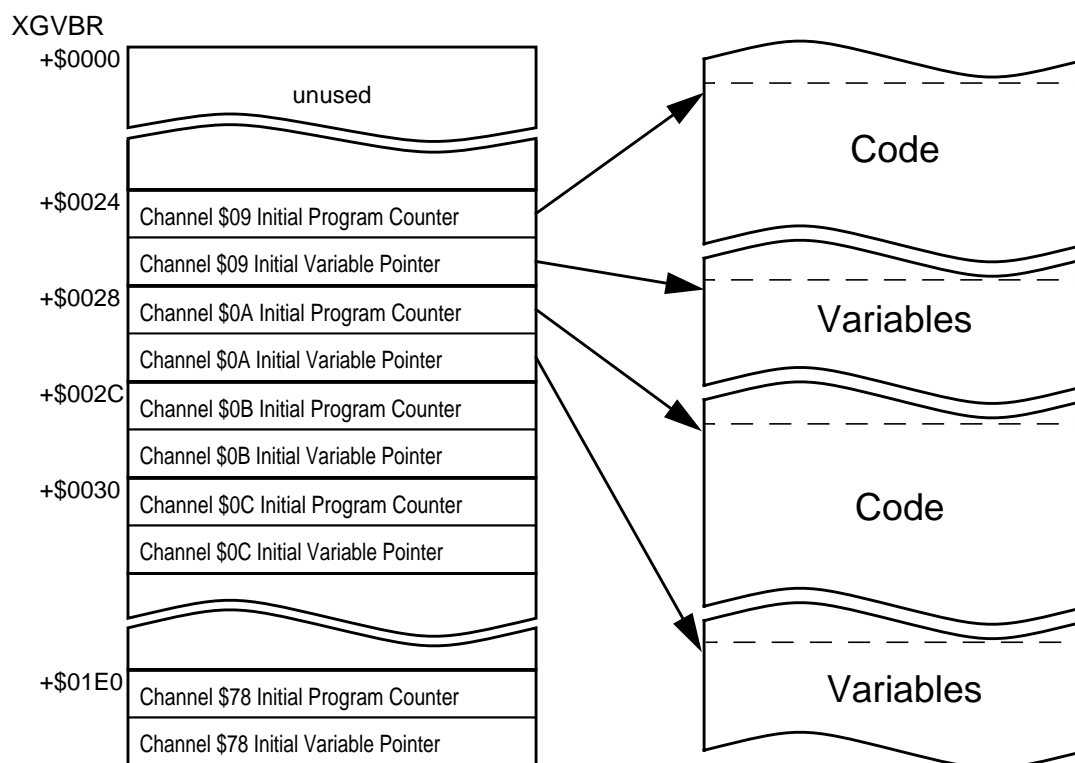 XGVBR
+$0000
unused
+$0024
Channel $09 Initial Program Counter
Channel $09 Initial Variable Pointer
+$0028
Channel $0A Initial Program Counter
Channel $0A Initial Variable Pointer
+$002C
Channel $0B Initial Program Counter
Channel $0B Initial Variable Pointer
+$0030
Channel $0C Initial Program Counter
Channel $0C Initial Variable Pointer
+$01E0
Channel $78 Initial Program Counter
Channel $78 Initial Variable Pointer
Code
Variables
Code
Variables